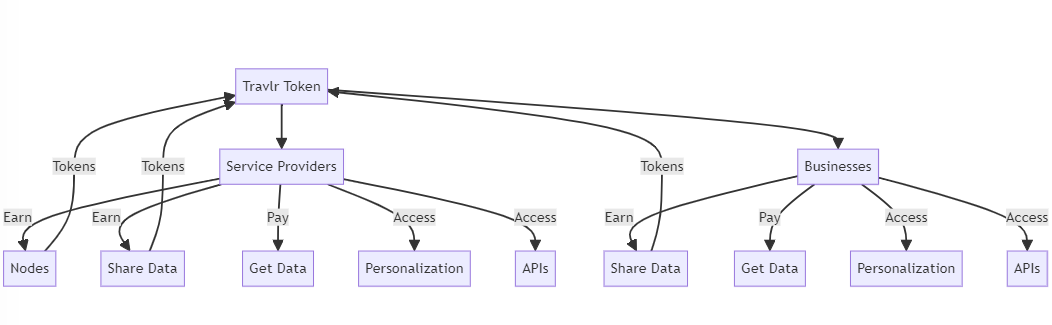 Travlr Token
Service Providers
Businesses
Tokens
Tokens
Tokens
Earn
Earn
Pay
Access
Access
Earn
Pay
Access
Access
Nodes
Share Data
Get Data
Personalization
APIs
Share Data
Get Data
Personalization
APIs